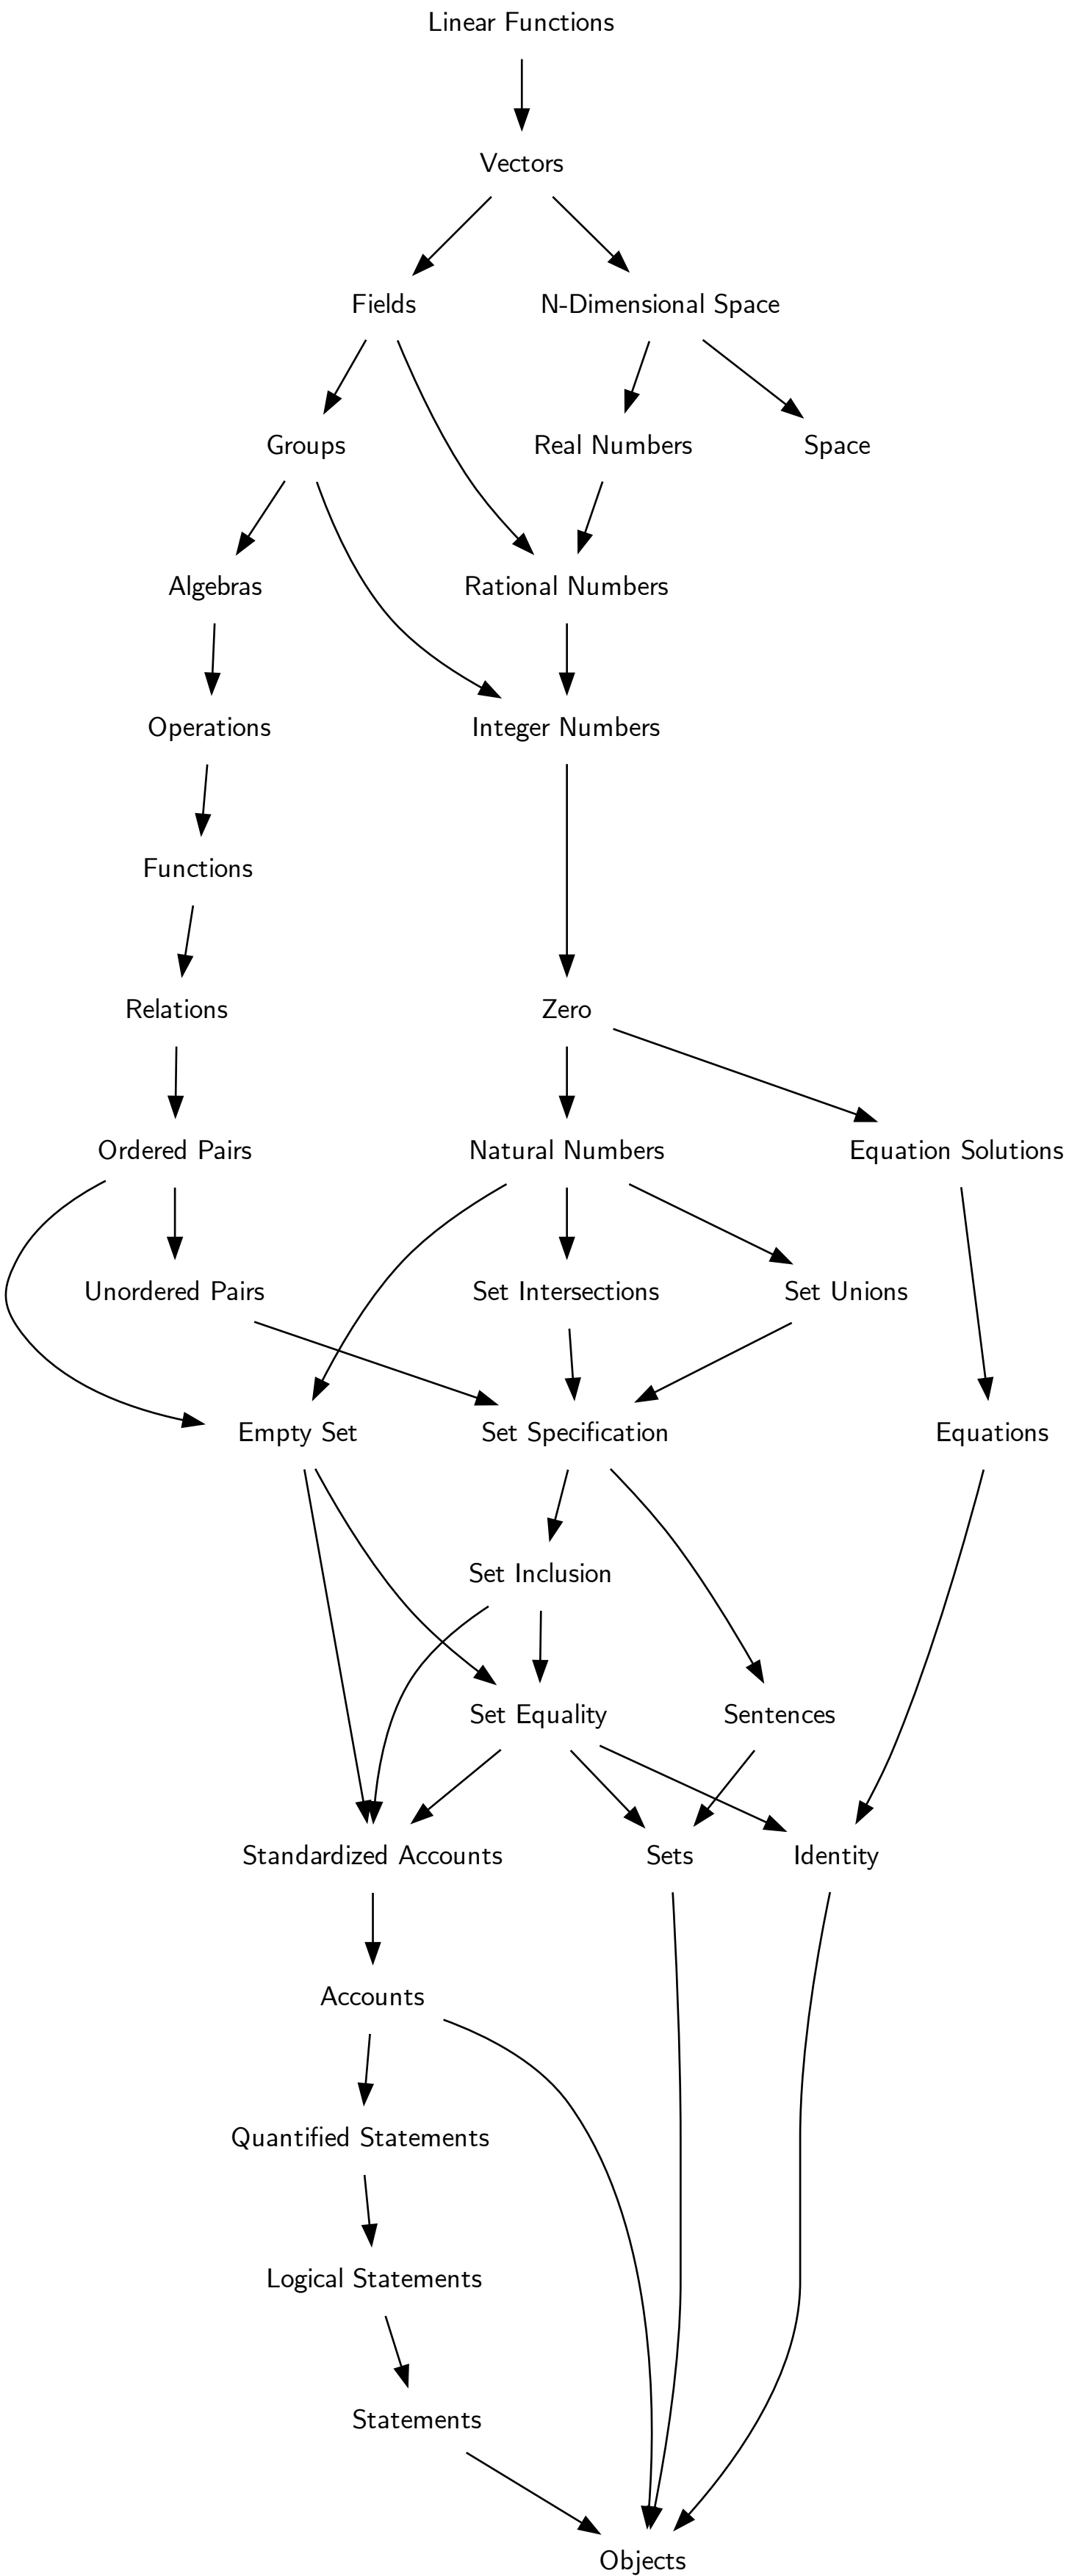 Linear Functions
Vectors
Fields
N-Dimensional Space
Groups
Real Numbers
Space
Algebras
Rational Numbers
Operations
Integer Numbers
Functions
Relations
Zero
Ordered Pairs
Natural Numbers
Equation Solutions
Unordered Pairs
Set Intersections
Set Unions
Empty Set
Set Specification
Equations
Set Inclusion
Set Equality
Sentences
Standardized Accounts
Sets
Identity
Accounts
Quantified Statements
Logical Statements
Statements
Objects